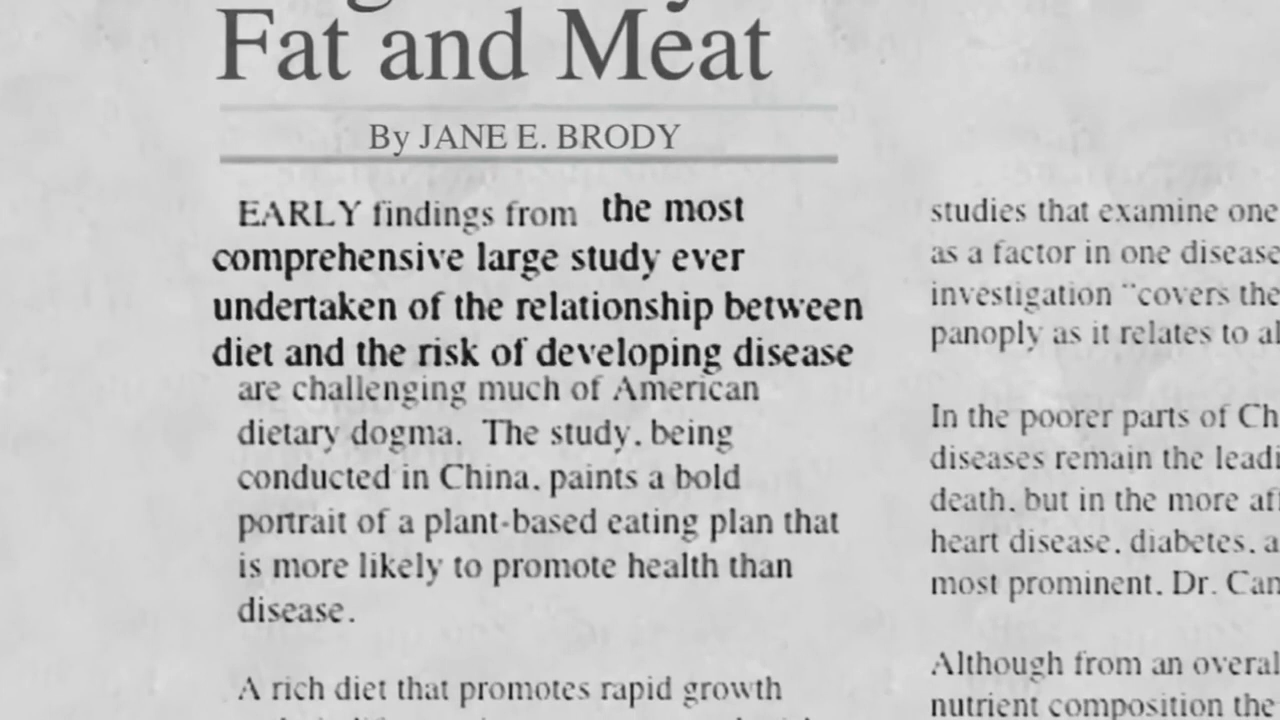 Fat and Meat
By JANE E. BRODY
EARLY findings from the most
comprehensive large study ever
undertaken of the relationship between
diet and the risk of developing disease
are challenging much of American
dietary dogma. The study, being
conducted in China, paints a bold
portrait of a plant-based eating plan that
is more likely to promote health than
disease.
A rich diet that promotes rapid growth
studies that examine one
as a factor in one disease
investigation "covers the
panoply as it relates to al
In the poorer parts of Ch
diseases remain the leadi
death, but in the more af
heart disease, diabetes, a
most prominent. Dr. Can
Although from an overal
nutrient composition the